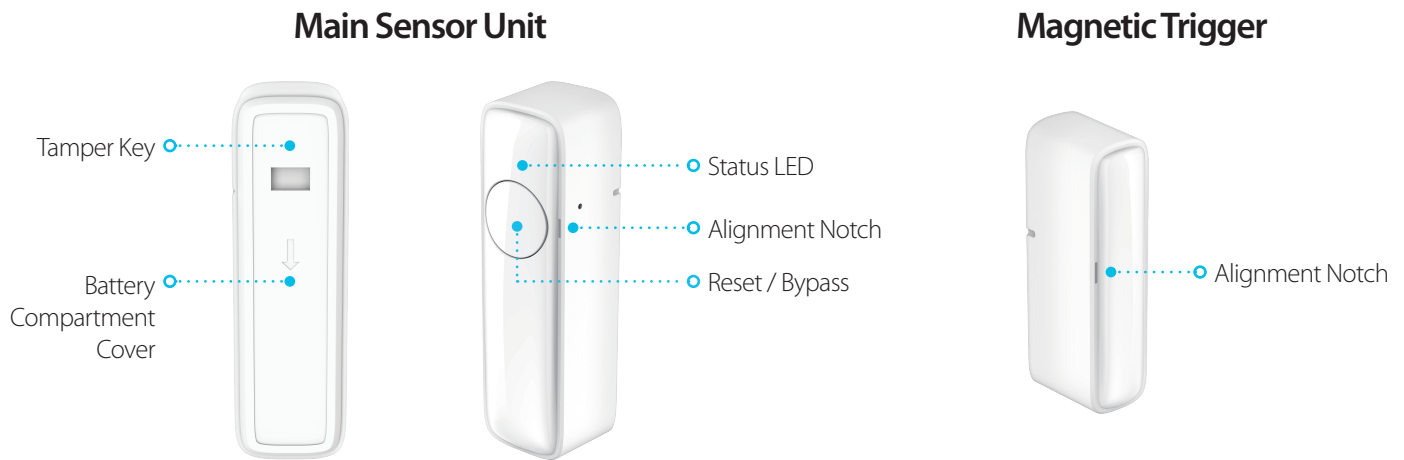 Main Sensor Unit
Magnetic Trigger
Tamper Key
Battery
Compartment
Cover
Status LED
Alignment Notch
Reset / Bypass
Alignment Notch